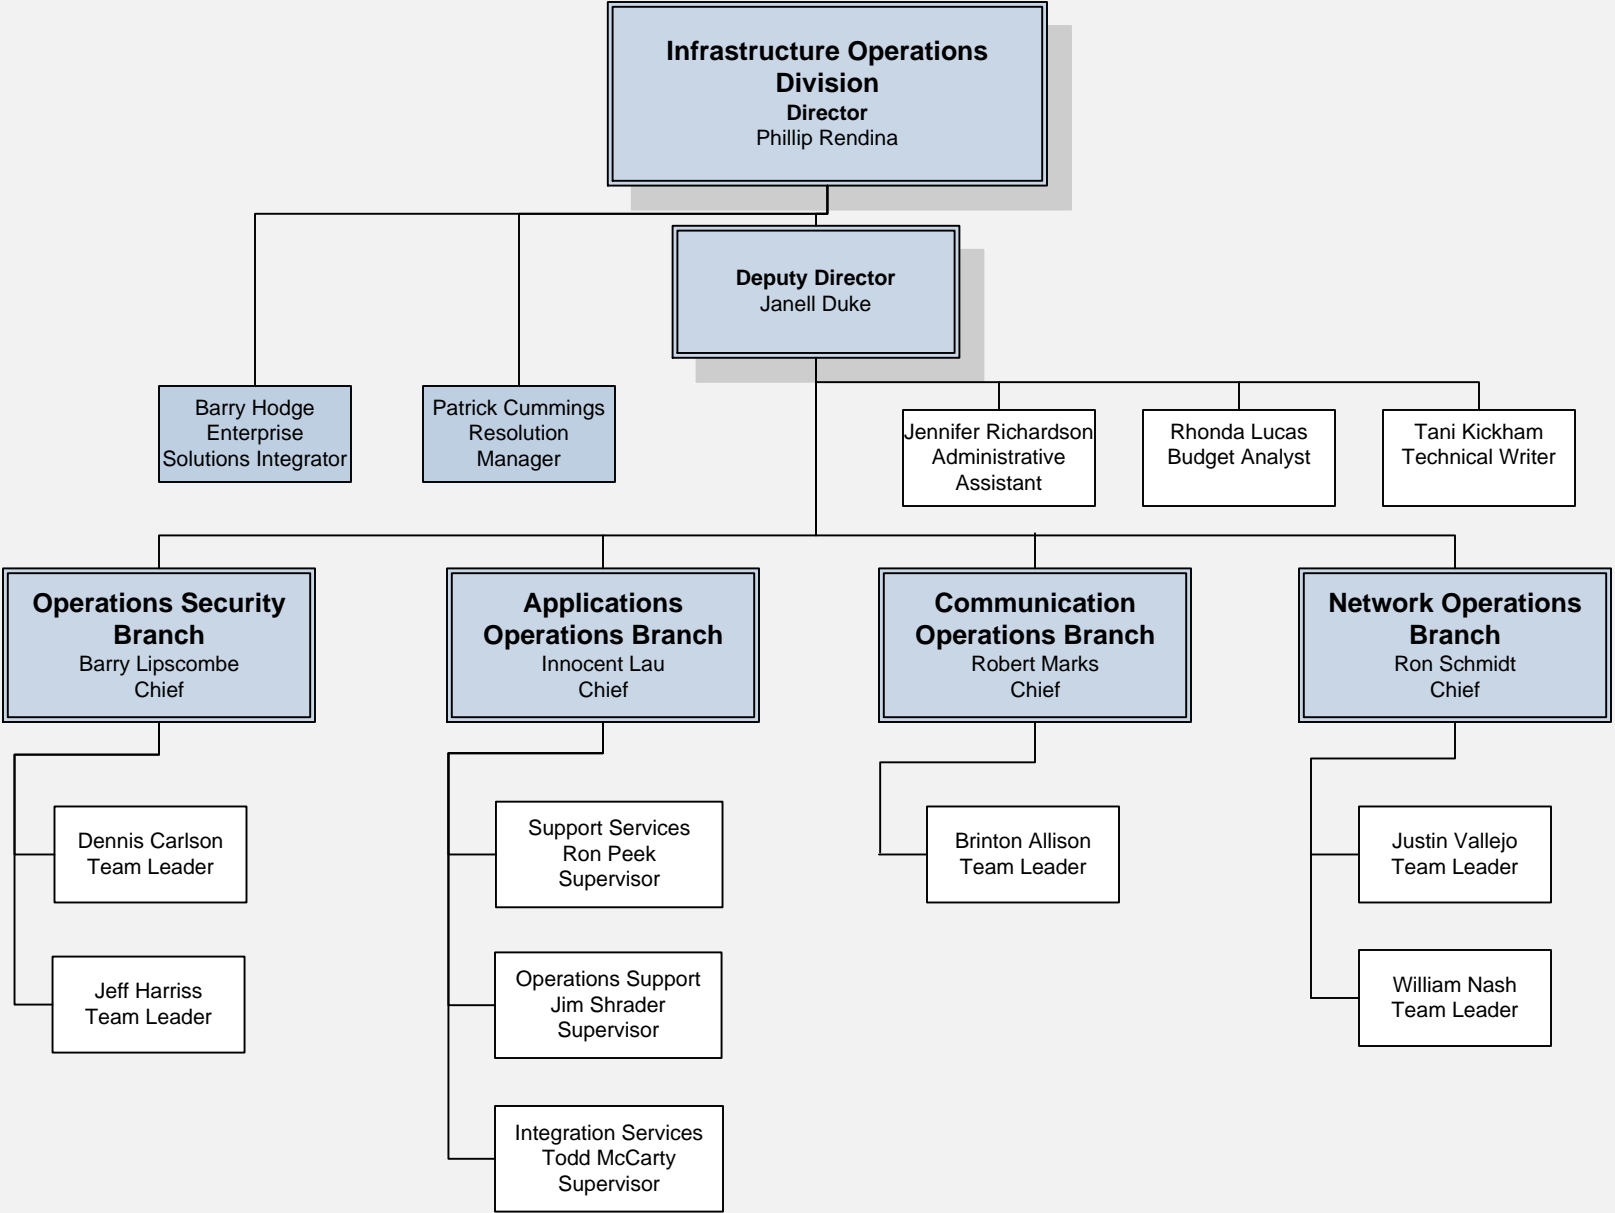 Infrastructure Operations
Division
Director
Phillip Rendina
Deputy Director
Janell Duke
Barry Hodge
Enterprise
Solutions Integrator
Patrick Cummings
Resolution
Manager
Jennifer Richardson
Administrative
Assistant
Rhonda Lucas
Budget Analyst
Tani Kickham
Technical Writer
Operations Security
Branch
Barry Lipscombe
Chief
Applications
Operations Branch
Innocent Lau
Chief
Communication
Operations Branch
Robert Marks
Chief
Network Operations
Branch
Ron Schmidt
Chief
Dennis Carlson
Team Leader
Jeff Harriss
Team Leader
Support Services
Ron Peek
Supervisor
Operations Support
Jim Shrader
Supervisor
Integration Services
Todd McCarty
Supervisor
Brinton Allison
Team Leader
Justin Vallejo
Team Leader
William Nash
Team Leader